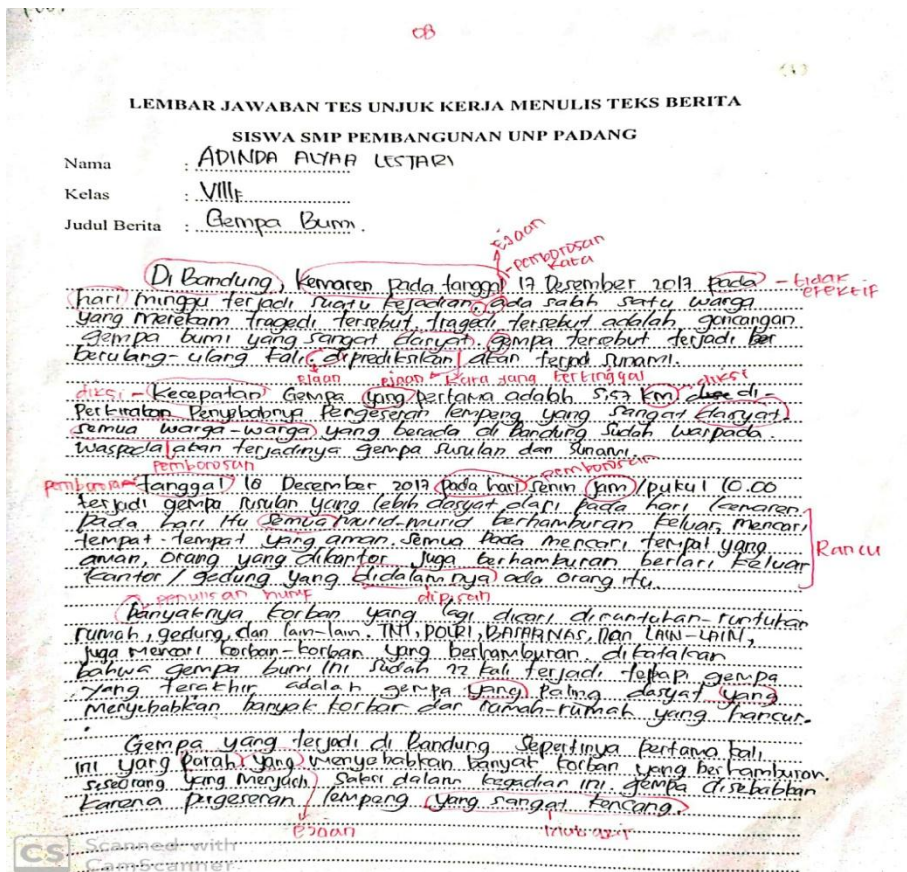 08
LEMBAR JAWABAN TES UNJUK KERJA MENULIS TEKS BERITA
SISWA SMP PEMBANGUNAN UNP PADANG
Nama : ADINDA ALYAA LESTARI
Kelas : VIIIF
Judul Berita : Gempa Bumi.
Ejaan
pemborosan kata
Di Bandung, kemaren pada tanggal 17 Desember 2017 pada - tidak efektif
hari minggu terjadi suatu kejadian, ada salah satu warga
yang merekam tragedi tersebut, tragedi tersebut adalah, goncangan
gempa bumi yang sangat dasyat. Gempa tersebut terjadi ber
berulang-ulang kali, diprediksikan akan terjadi sunami.
ejaan ejaan kata yang tertinggal
diksi - Kecepatan Gempa yang pertama adalah 5,57 km diksi di
Perkirakan Penyebabnya Pengeseran lempeng yang sangat dasyat.
semua warga-warga yang berada di Bandung sudah waspada.
waspada akan terjadinya gempa susulan dan sunami.
Pemborosan pemborosan
pemborosan tanggal 18 Desember 2017 pada hari senin jam/pukul 10.00
terjadi gempa susulan yang lebih dasyat dari pada hari kemaren.
Pada hari itu semua murid-murid berhamburan keluar, mencari
tempat-tempat yang aman. Semua pada mencari tempat yang
aman, orang yang dikantor juga berhamburan berlari keluar
Rancu
kantor / gedung yang didalamnya ada orang itu.
penulisan huruf dipisah
Banyaknya korban yang lagi dicari diruntuhan-runtuhan
rumah, gedung, dan lain-lain. TNI, POLRI, BASARNAS, Dan LAIN-LAIN,
juga mencari korban-korban yang berhamburan. dikatakan
bahwa gempa bumi ini sudah 22 kali terjadi, tetapi gempa
yang terakhir adalah gempa yang paling dasyat yang
menyebabkan banyak korban dan rumah-rumah yang hancur.
Gempa yang terjadi di Bandung sepertinya pertama kali
ini yang parah yang menyebabkan banyak korban yang berhamburan.
seseorang yang menjadi saksi dalam kegadian ini. gempa disebabkan
karena pergeseran lempang yang sangat kencang.
Ejaan mubazir
CS Scanned with
CamScanner